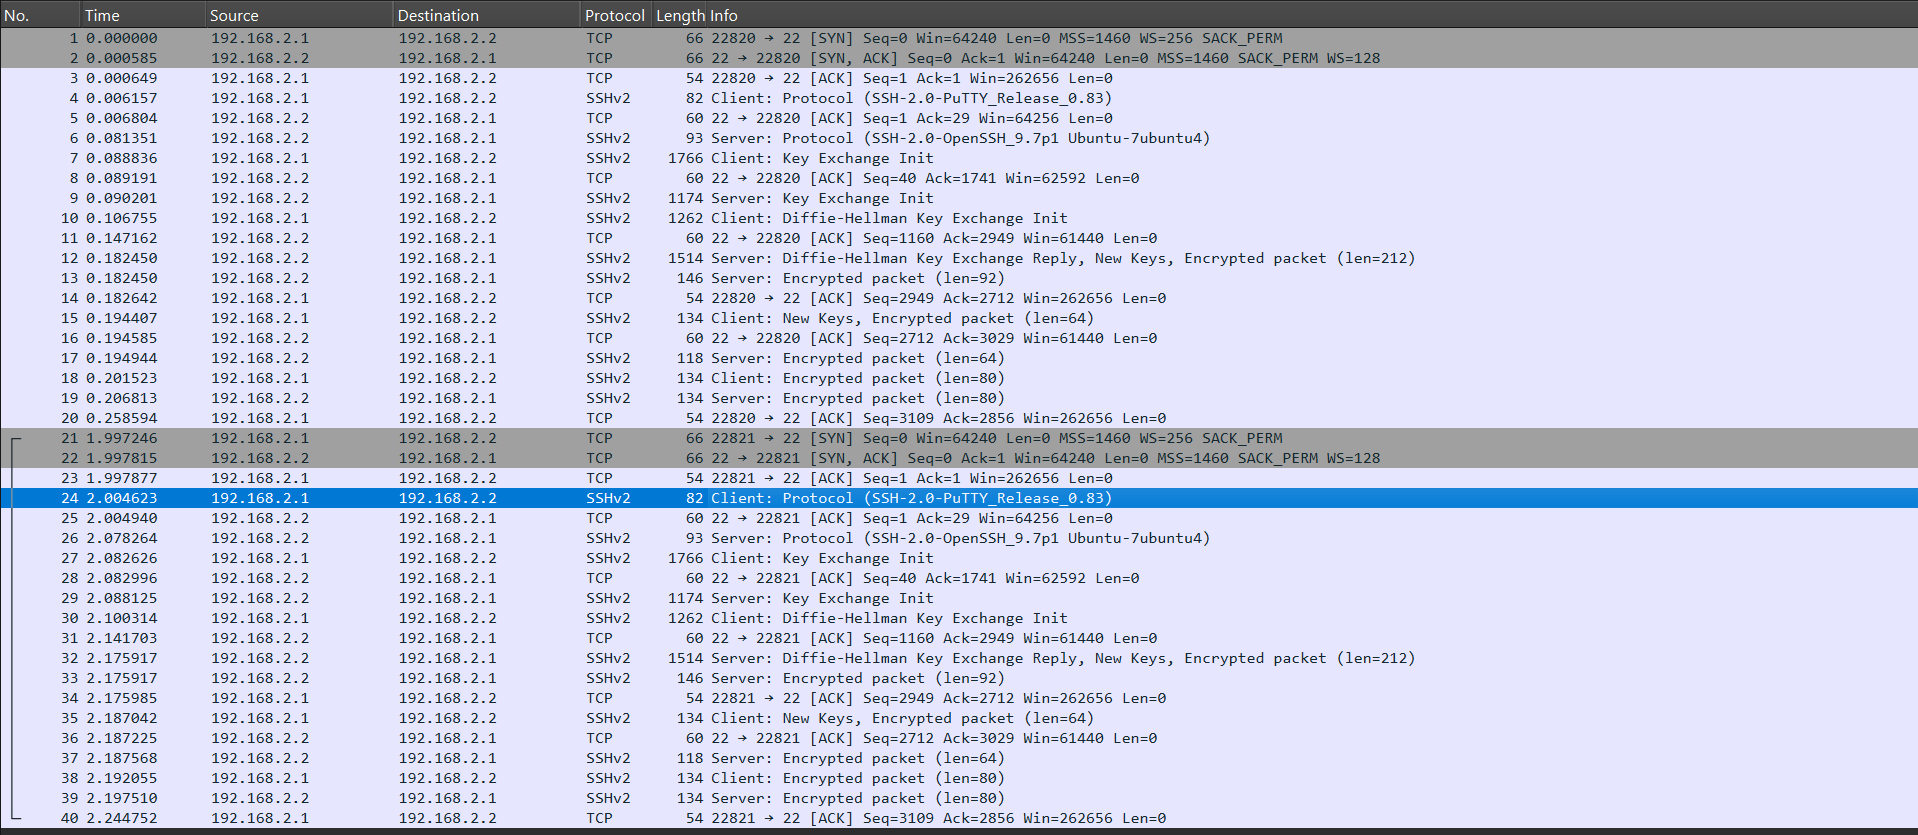 No. Time Source Destination Protocol Length Info
1 0.000000 192.168.2.1 192.168.2.2 TCP 66 22820 → 22 [SYN] Seq=0 Win=64240 Len=0 MSS=1460 WS=256 SACK_PERM
2 0.000585 192.168.2.2 192.168.2.1 TCP 66 22 → 22820 [SYN, ACK] Seq=0 Ack=1 Win=64240 Len=0 MSS=1460 SACK_PERM WS=128
3 0.000649 192.168.2.1 192.168.2.2 TCP 54 22820 → 22 [ACK] Seq=1 Ack=1 Win=262656 Len=0
4 0.006157 192.168.2.1 192.168.2.2 SSHv2 82 Client: Protocol (SSH-2.0-PuTTY_Release_0.83)
5 0.006804 192.168.2.2 192.168.2.1 TCP 60 22 → 22820 [ACK] Seq=1 Ack=29 Win=64256 Len=0
6 0.081351 192.168.2.2 192.168.2.1 SSHv2 93 Server: Protocol (SSH-2.0-OpenSSH_9.7p1 Ubuntu-7ubuntu4)
7 0.088836 192.168.2.1 192.168.2.2 SSHv2 1766 Client: Key Exchange Init
8 0.089191 192.168.2.2 192.168.2.1 TCP 60 22 → 22820 [ACK] Seq=40 Ack=1741 Win=62592 Len=0
9 0.090201 192.168.2.2 192.168.2.1 SSHv2 1174 Server: Key Exchange Init
10 0.106755 192.168.2.1 192.168.2.2 SSHv2 1262 Client: Diffie-Hellman Key Exchange Init
11 0.147162 192.168.2.2 192.168.2.1 TCP 60 22 → 22820 [ACK] Seq=1160 Ack=2949 Win=61440 Len=0
12 0.182450 192.168.2.2 192.168.2.1 SSHv2 1514 Server: Diffie-Hellman Key Exchange Reply, New Keys, Encrypted packet (len=212)
13 0.182450 192.168.2.2 192.168.2.1 SSHv2 146 Server: Encrypted packet (len=92)
14 0.182642 192.168.2.1 192.168.2.2 TCP 54 22820 → 22 [ACK] Seq=2949 Ack=2712 Win=262656 Len=0
15 0.194407 192.168.2.1 192.168.2.2 SSHv2 134 Client: New Keys, Encrypted packet (len=64)
16 0.194585 192.168.2.2 192.168.2.1 TCP 60 22 → 22820 [ACK] Seq=2712 Ack=3029 Win=61440 Len=0
17 0.194944 192.168.2.2 192.168.2.1 SSHv2 118 Server: Encrypted packet (len=64)
18 0.201523 192.168.2.1 192.168.2.2 SSHv2 134 Client: Encrypted packet (len=80)
19 0.206813 192.168.2.2 192.168.2.1 SSHv2 134 Server: Encrypted packet (len=80)
20 0.258594 192.168.2.1 192.168.2.2 TCP 54 22820 → 22 [ACK] Seq=3109 Ack=2856 Win=262656 Len=0
21 1.997246 192.168.2.1 192.168.2.2 TCP 66 22821 → 22 [SYN] Seq=0 Win=64240 Len=0 MSS=1460 WS=256 SACK_PERM
22 1.997815 192.168.2.2 192.168.2.1 TCP 66 22 → 22821 [SYN, ACK] Seq=0 Ack=1 Win=64240 Len=0 MSS=1460 SACK_PERM WS=128
23 1.997877 192.168.2.1 192.168.2.2 TCP 54 22821 → 22 [ACK] Seq=1 Ack=1 Win=262656 Len=0
24 2.004623 192.168.2.1 192.168.2.2 SSHv2 82 Client: Protocol (SSH-2.0-PuTTY_Release_0.83)
25 2.004940 192.168.2.2 192.168.2.1 TCP 60 22 → 22821 [ACK] Seq=1 Ack=29 Win=64256 Len=0
26 2.078264 192.168.2.2 192.168.2.1 SSHv2 93 Server: Protocol (SSH-2.0-OpenSSH_9.7p1 Ubuntu-7ubuntu4)
27 2.082626 192.168.2.1 192.168.2.2 SSHv2 1766 Client: Key Exchange Init
28 2.082996 192.168.2.2 192.168.2.1 TCP 60 22 → 22821 [ACK] Seq=40 Ack=1741 Win=62592 Len=0
29 2.088125 192.168.2.2 192.168.2.1 SSHv2 1174 Server: Key Exchange Init
30 2.100314 192.168.2.1 192.168.2.2 SSHv2 1262 Client: Diffie-Hellman Key Exchange Init
31 2.141703 192.168.2.2 192.168.2.1 TCP 60 22 → 22821 [ACK] Seq=1160 Ack=2949 Win=61440 Len=0
32 2.175917 192.168.2.2 192.168.2.1 SSHv2 1514 Server: Diffie-Hellman Key Exchange Reply, New Keys, Encrypted packet (len=212)
33 2.175917 192.168.2.2 192.168.2.1 SSHv2 146 Server: Encrypted packet (len=92)
34 2.175985 192.168.2.1 192.168.2.2 TCP 54 22821 → 22 [ACK] Seq=2949 Ack=2712 Win=262656 Len=0
35 2.187042 192.168.2.1 192.168.2.2 SSHv2 134 Client: New Keys, Encrypted packet (len=64)
36 2.187225 192.168.2.2 192.168.2.1 TCP 60 22 → 22821 [ACK] Seq=2712 Ack=3029 Win=61440 Len=0
37 2.187568 192.168.2.2 192.168.2.1 SSHv2 118 Server: Encrypted packet (len=64)
38 2.192055 192.168.2.1 192.168.2.2 SSHv2 134 Client: Encrypted packet (len=80)
39 2.197510 192.168.2.2 192.168.2.1 SSHv2 134 Server: Encrypted packet (len=80)
40 2.244752 192.168.2.1 192.168.2.2 TCP 54 22821 → 22 [ACK] Seq=3109 Ack=2856 Win=262656 Len=0